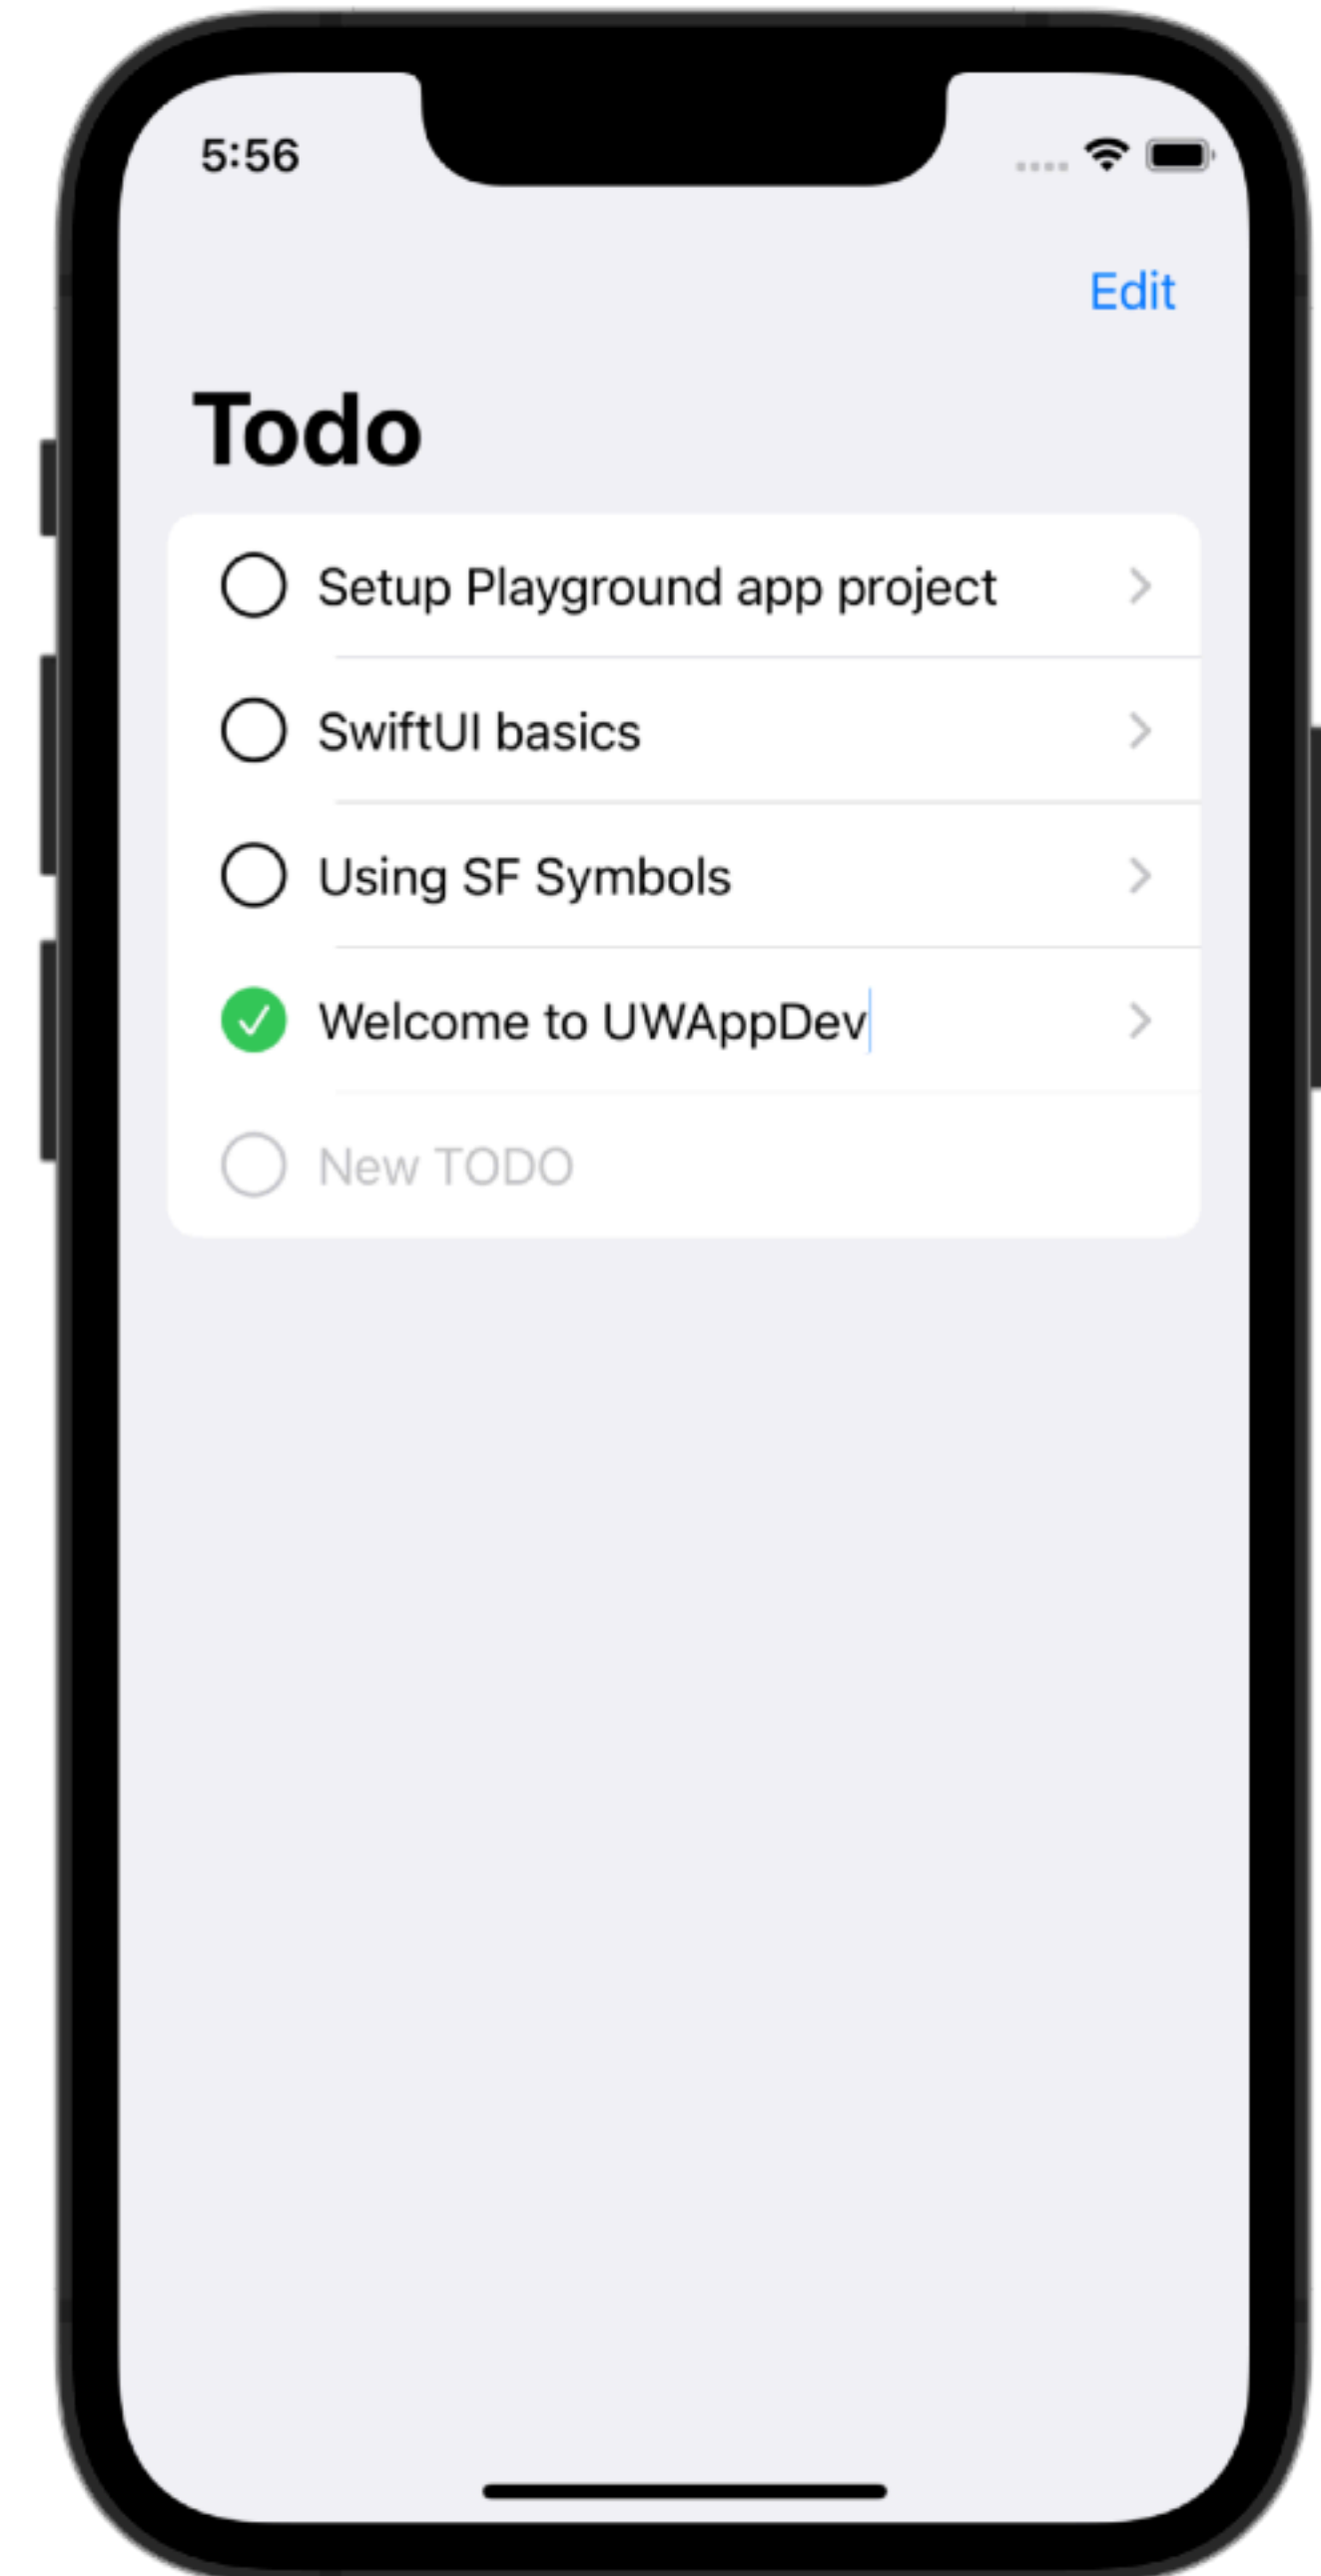 5:56
Edit
Todo
Setup Playground app project
SwiftUI basics
Using SF Symbols
Welcome to UWAppDev
New TODO